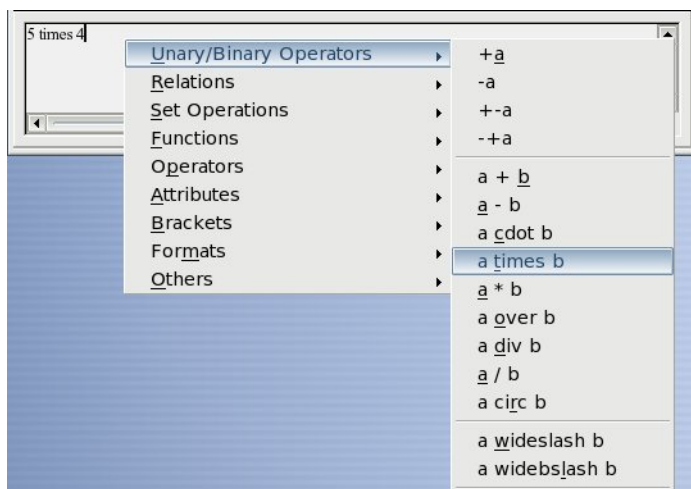 5 times 4
Unary/Binary Operators
Relations
Set Operations
Functions
Operators
Attributes
Brackets
Formats
Others
+a
-a
+-a
-+a
a + b
a - b
a cdot b
a times b
a * b
a over b
a div b
a / b
a circ b
a wideslash b
a widebslash b